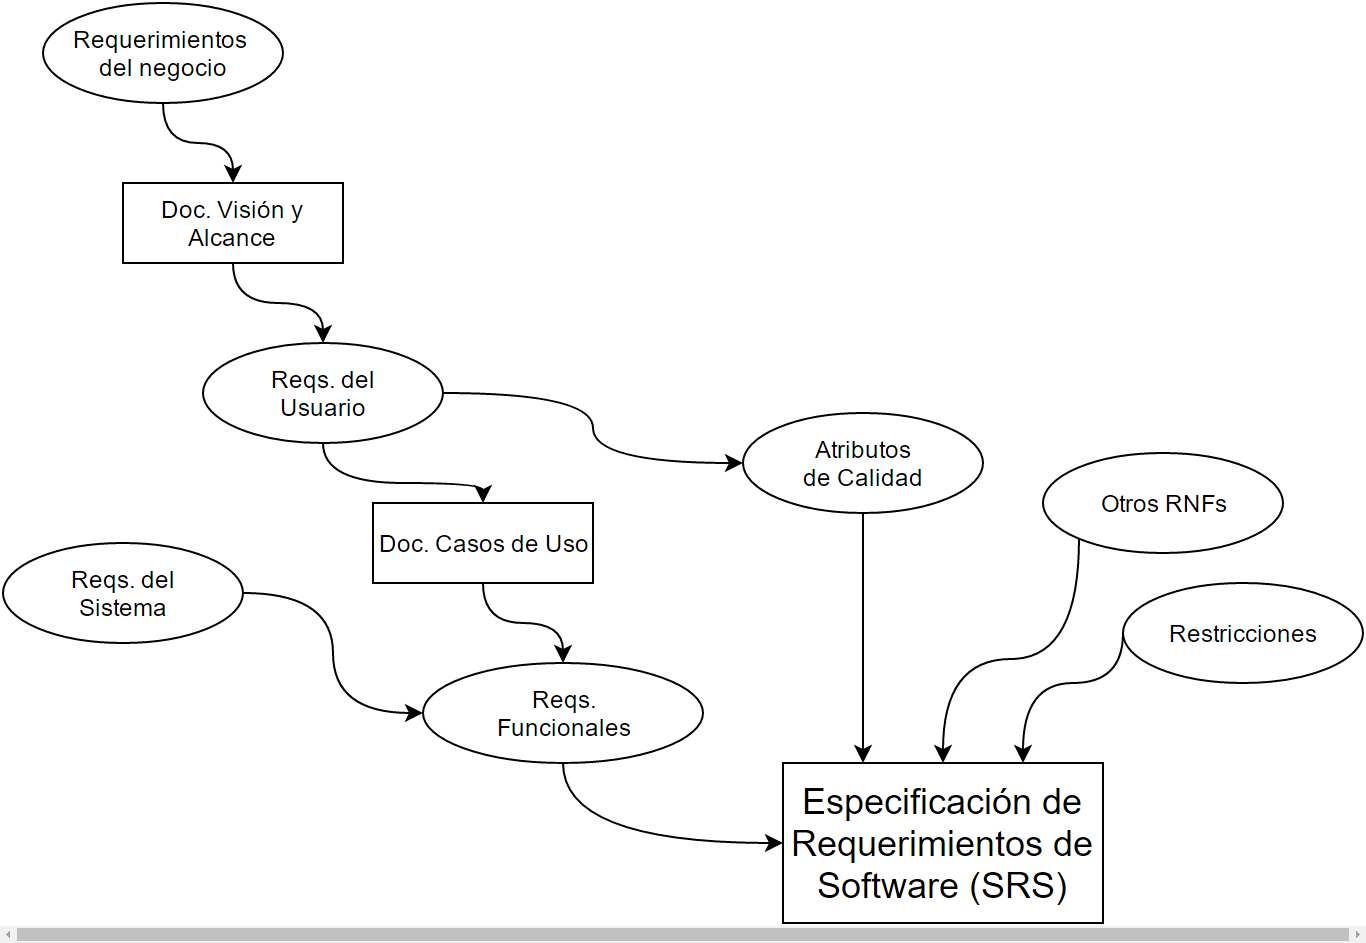 Requerimientos
del negocio
Doc. Visión y
Alcance
Reqs. del
Usuario
Atributos
de Calidad
Otros RNFs
Doc. Casos de Uso
Reqs. del
Sistema
Restricciones
Reqs.
Funcionales
Especificación de
Requerimientos de
Software (SRS)